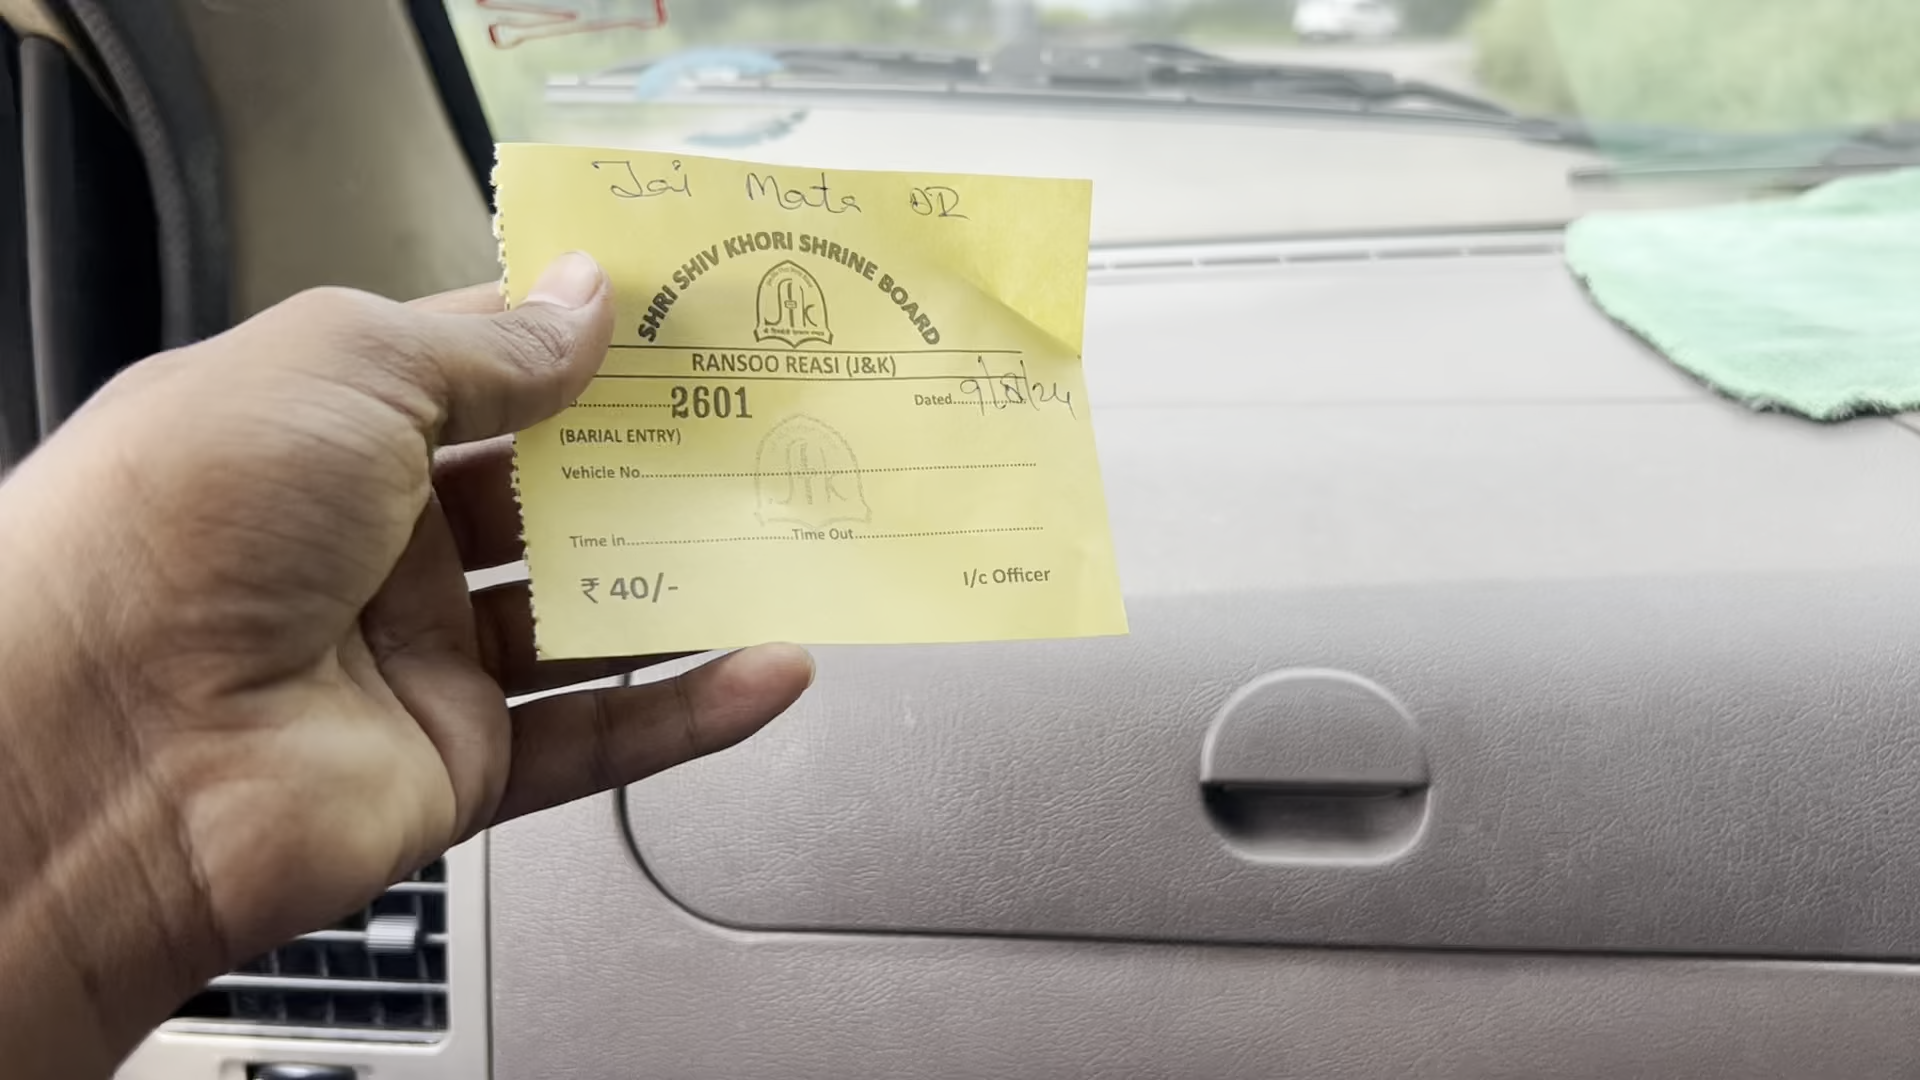 Jai Mata DI
SHRI SHIV KHORI SHRINE BOARD
Sk
RANSOO REASI (J&K)
2601 Dated 9/8/24
(BARIAL ENTRY)
Vehicle No.
Time in Time Out
₹ 40/- I/c Officer